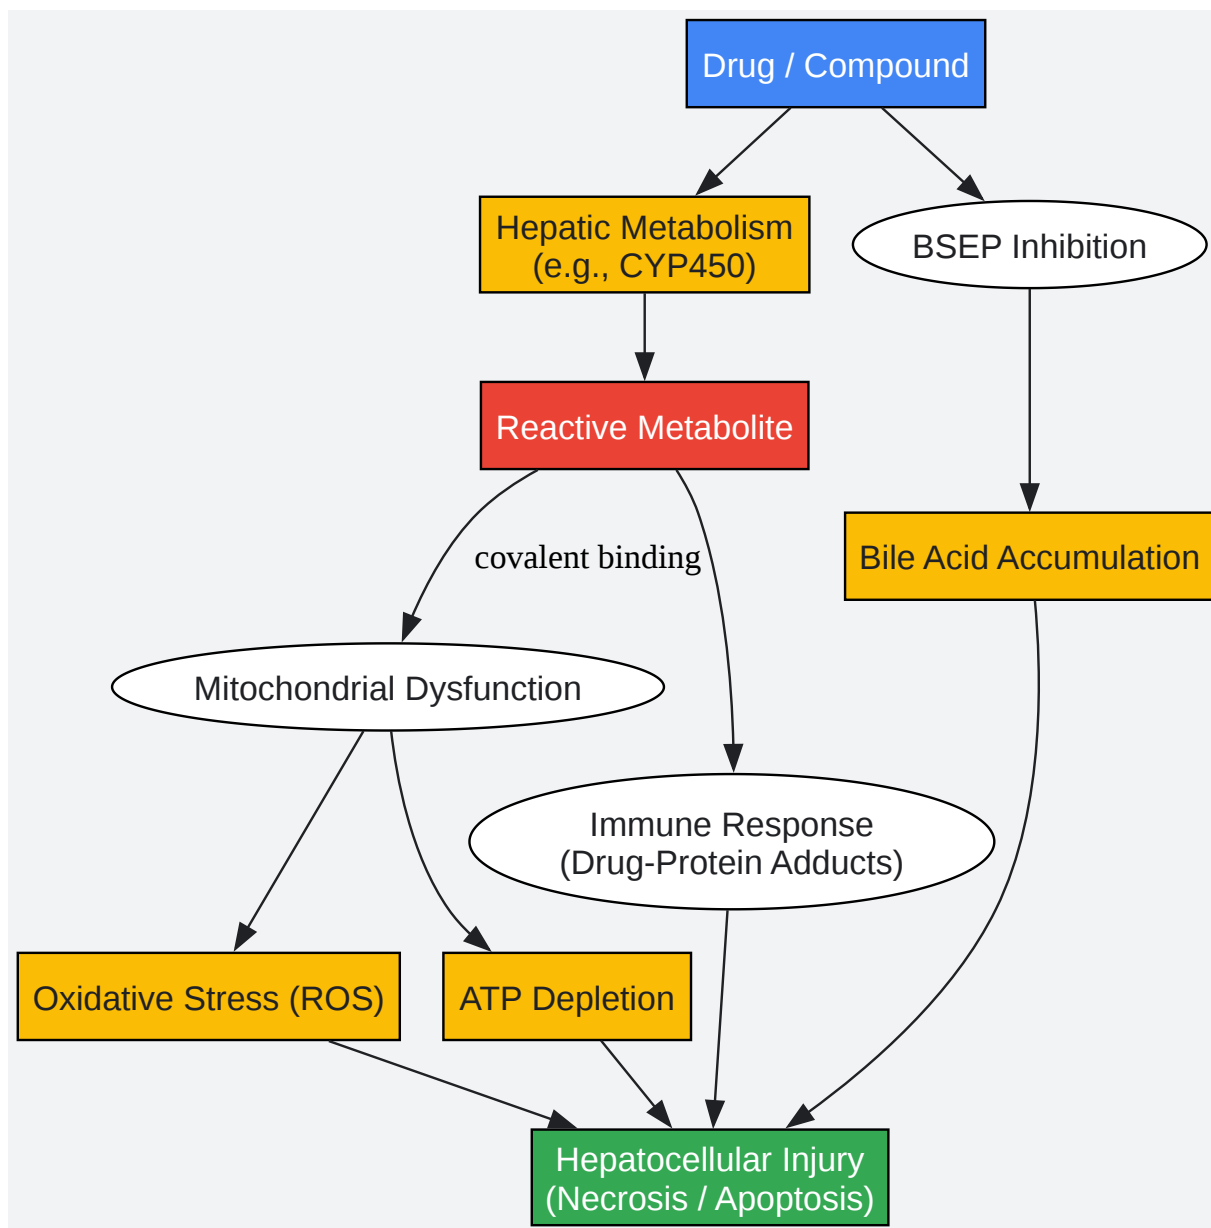 Drug / Compound
Hepatic Metabolism
(e.g., CYP450)
BSEP Inhibition
Reactive Metabolite
covalent binding
Bile Acid Accumulation
Mitochondrial Dysfunction
Immune Response
(Drug-Protein Adducts)
Oxidative Stress (ROS)
ATP Depletion
Hepatocellular Injury
(Necrosis / Apoptosis)